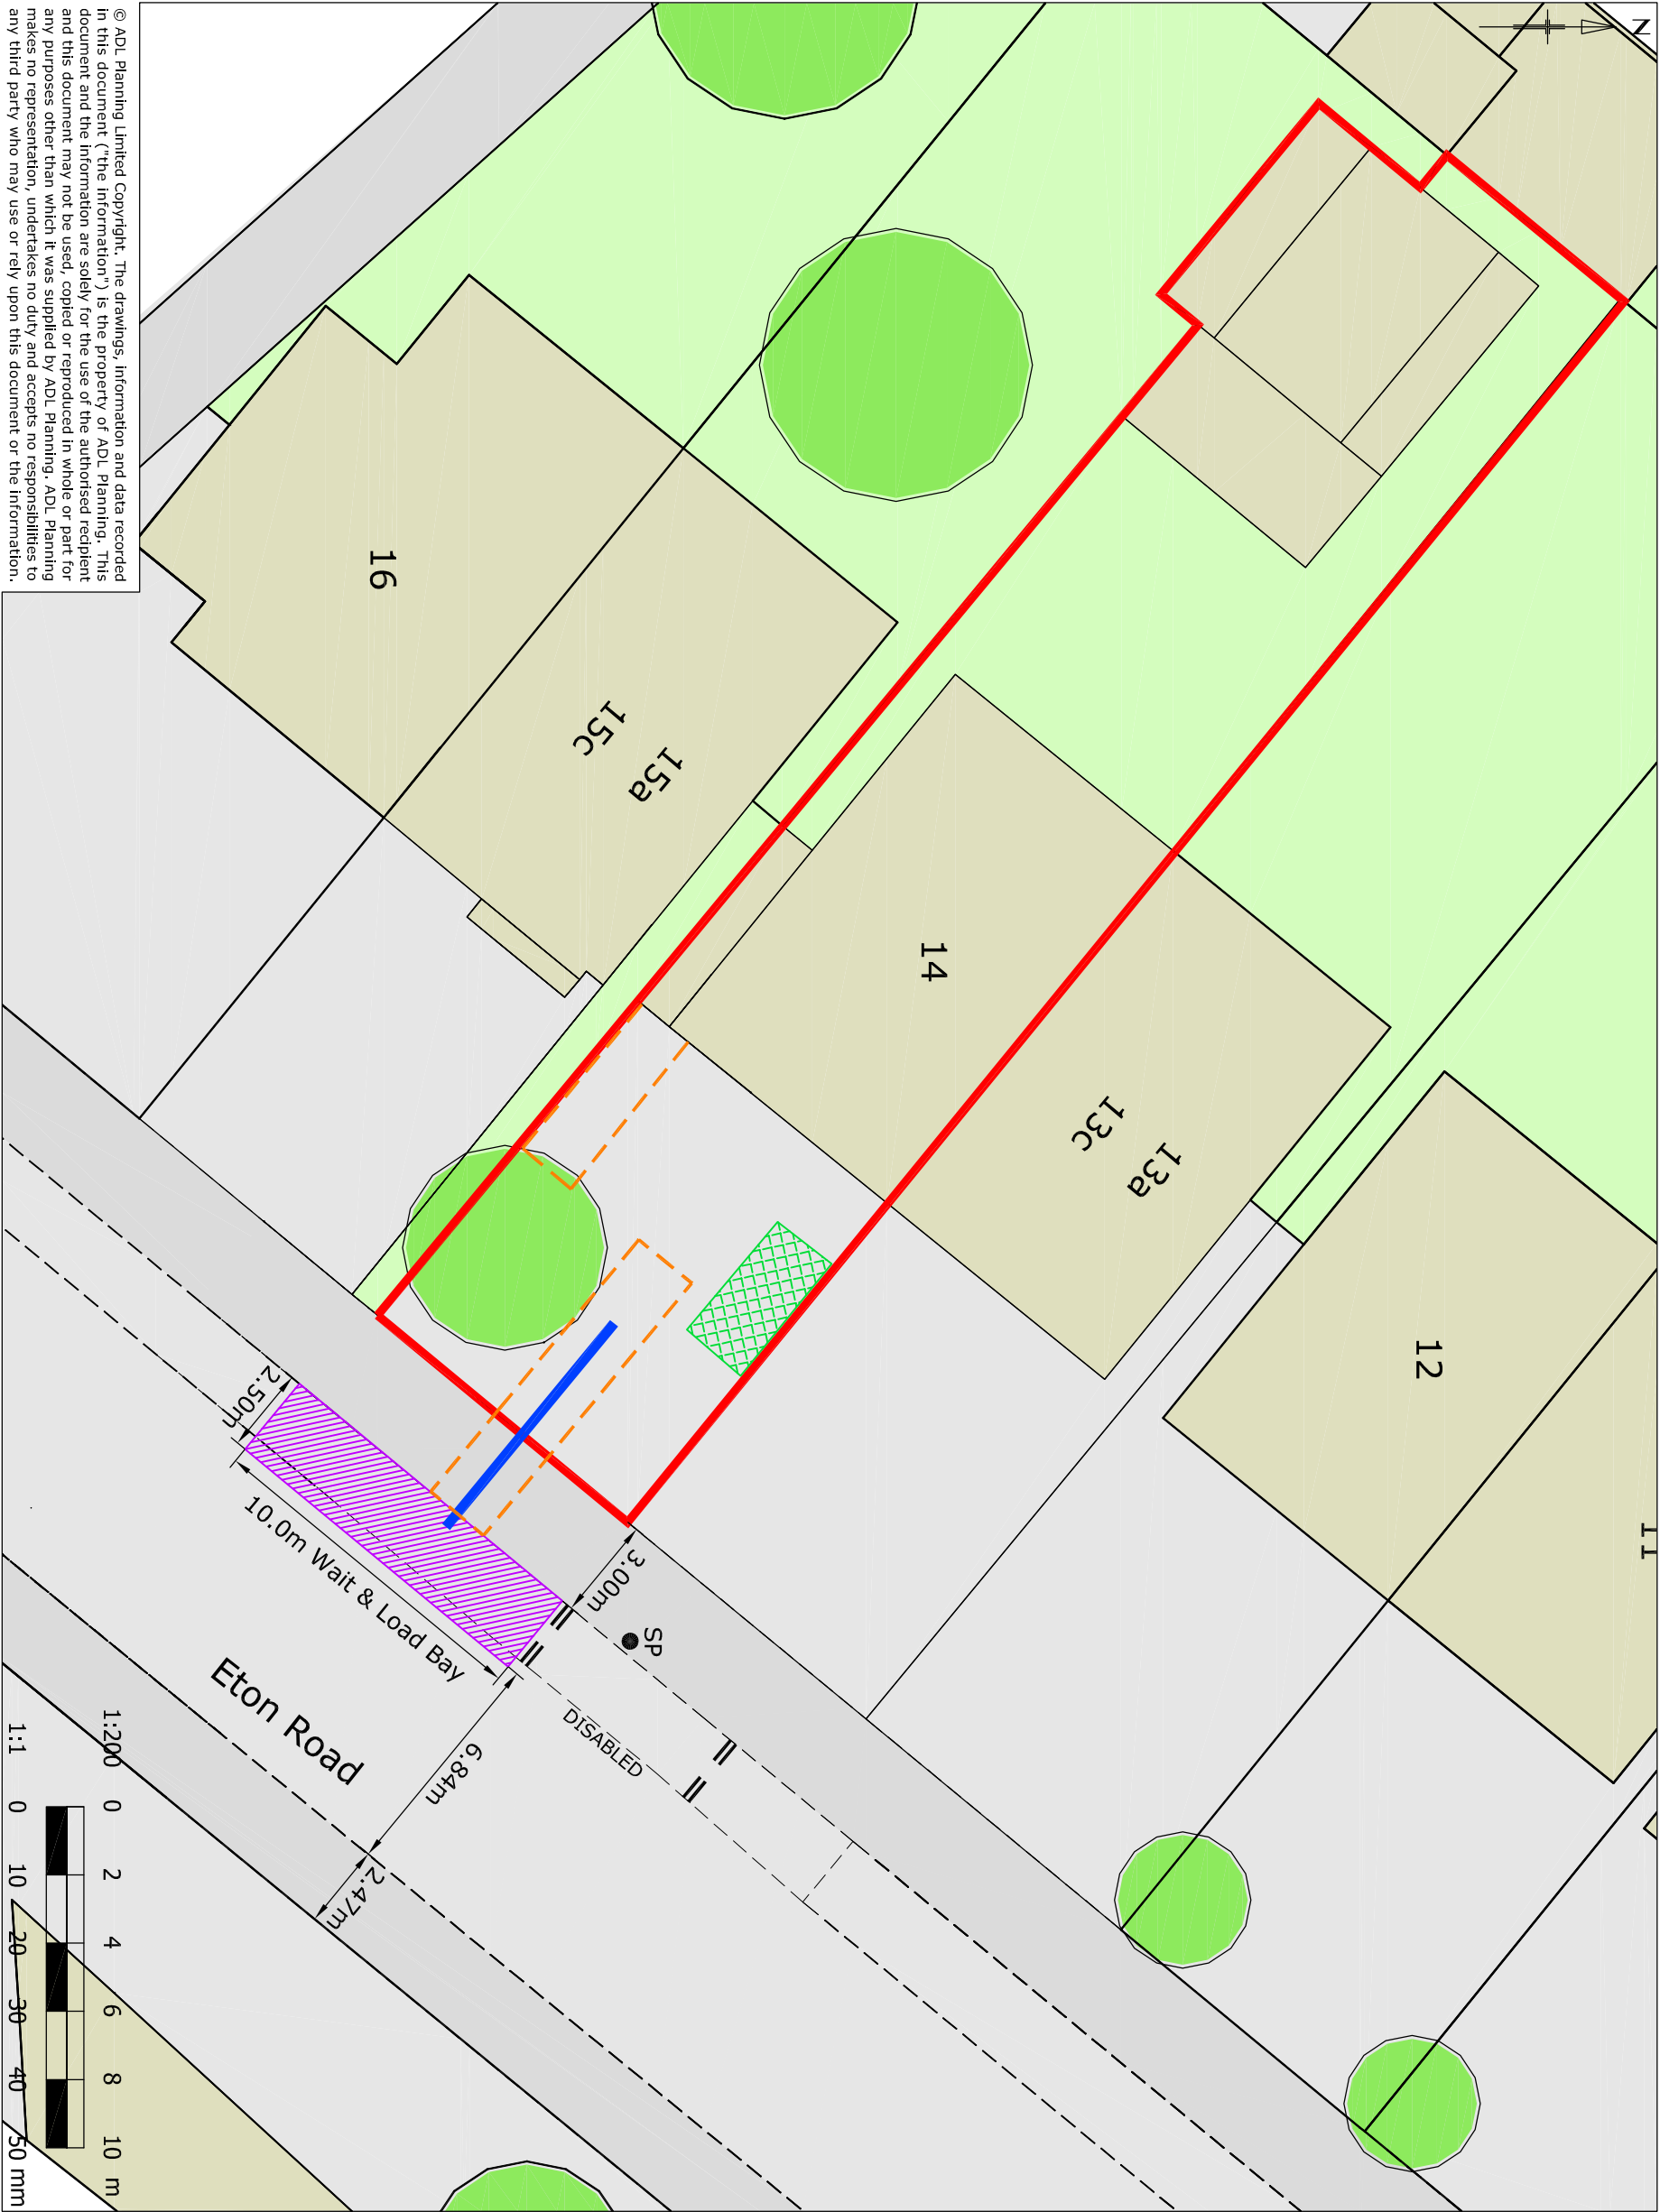 N
11
12
13a
13c
14
15a
15c
16
SP
3.00m
DISABLED
2.50m
10.0m Wait & Load Bay
6.84m
2.47m
Eton Road
1:200 0 2 4 6 8 10 m
1:1 0 10 20 30 40 50 mm
© ADL Planning Limited Copyright. The drawings, information and data recorded
in this document ("the information") is the property of ADL Planning. This
document and the information are solely for the use of the authorised recipient
and this document may not be used, copied or reproduced in whole or part for
any purposes other than which it was supplied by ADL Planning. ADL Planning
makes no representation, undertakes no duty and accepts no responsibilities to
any third party who may use or rely upon this document or the information.